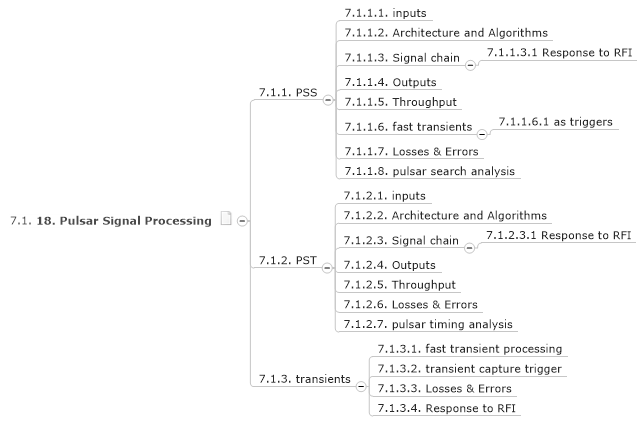 7.1. 18. Pulsar Signal Processing
7.1.1. PSS
7.1.1.1. inputs
7.1.1.2. Architecture and Algorithms
7.1.1.3. Signal chain
7.1.1.3.1 Response to RFI
7.1.1.4. Outputs
7.1.1.5. Throughput
7.1.1.6. fast transients
7.1.1.6.1 as triggers
7.1.1.7. Losses & Errors
7.1.1.8. pulsar search analysis
7.1.2. PST
7.1.2.1. inputs
7.1.2.2. Architecture and Algorithms
7.1.2.3. Signal chain
7.1.2.3.1 Response to RFI
7.1.2.4. Outputs
7.1.2.5. Throughput
7.1.2.6. Losses & Errors
7.1.2.7. pulsar timing analysis
7.1.3. transients
7.1.3.1. fast transient processing
7.1.3.2. transient capture trigger
7.1.3.3. Losses & Errors
7.1.3.4. Response to RFI